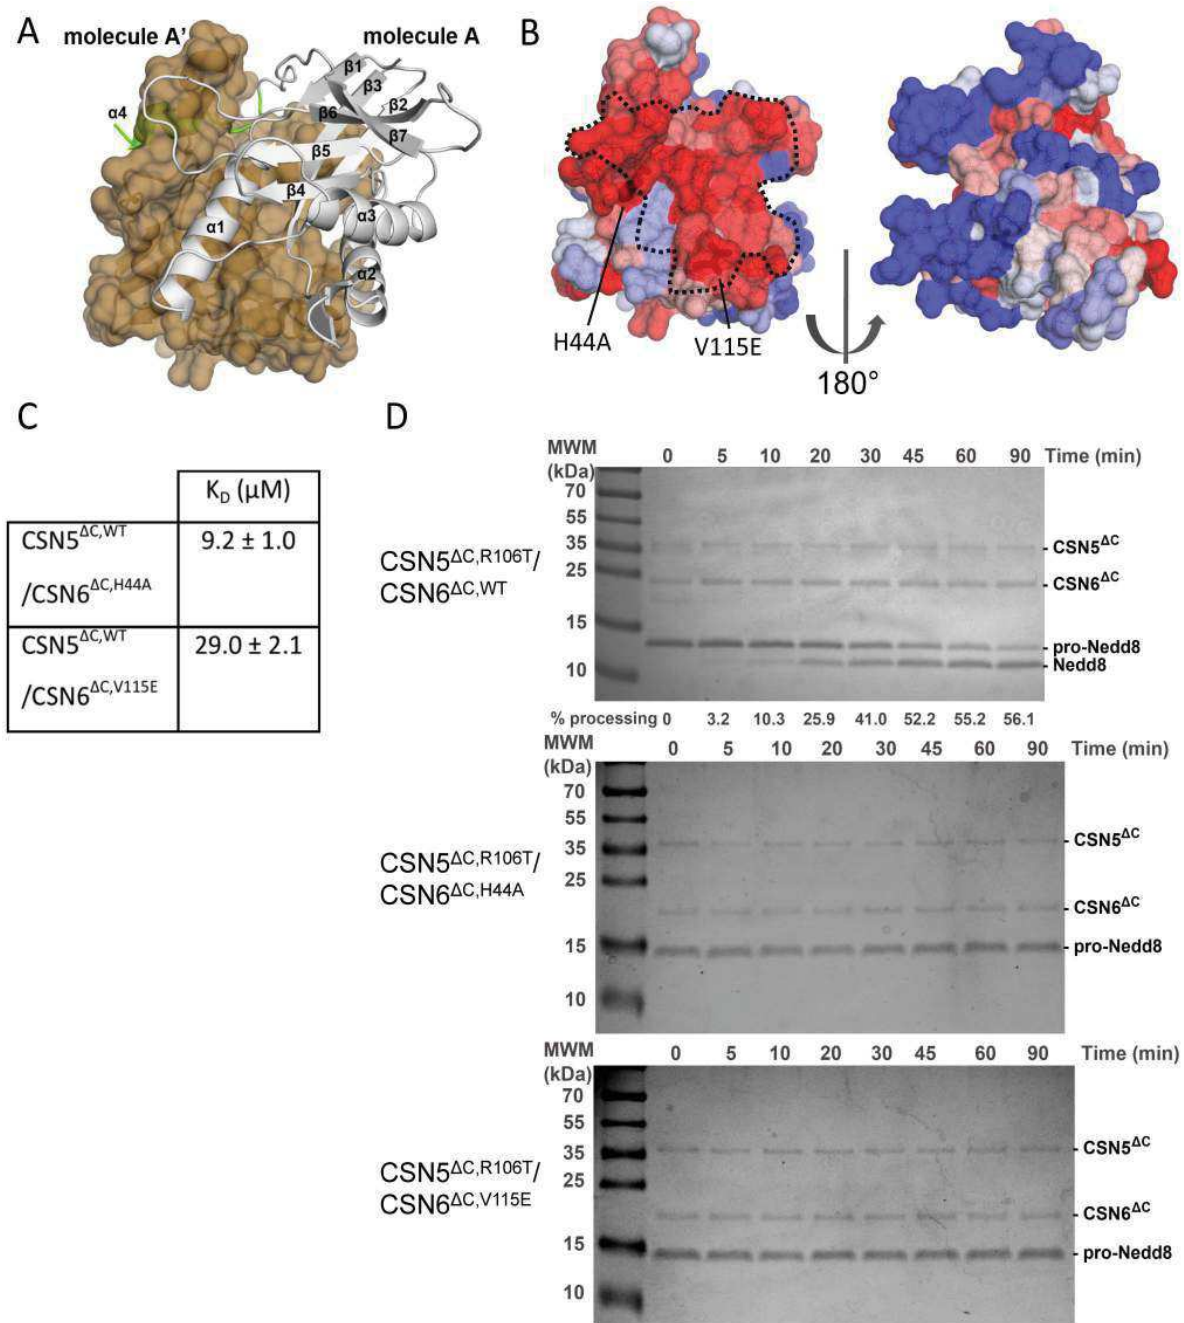 A
molecule A’
molecule A
β1
β3
β2
β6
β7
α4
β5
β4
α3
α1
α2
B
H44A
V115E
180°
C
K_D (µM)
CSN5^ΔC,WT
/CSN6^ΔC,H44A
9.2 ± 1.0
CSN5^ΔC,WT
/CSN6^ΔC,V115E
29.0 ± 2.1
D
MWM
(kDa)
0 5 10 20 30 45 60 90 Time (min)
70
55
35
25
15
10
CSN5^ΔC,R106T/
CSN6^ΔC,WT
- CSN5^ΔC
- CSN6^ΔC
pro-Nedd8
Nedd8
% processing 0 3.2 10.3 25.9 41.0 52.2 55.2 56.1
MWM
(kDa)
0 5 10 20 30 45 60 90 Time (min)
70
55
35
25
15
10
CSN5^ΔC,R106T/
CSN6^ΔC,H44A
- CSN5^ΔC
- CSN6^ΔC
- pro-Nedd8
MWM
(kDa)
0 5 10 20 30 45 60 90 Time (min)
70
55
35
25
15
10
CSN5^ΔC,R106T/
CSN6^ΔC,V115E
- CSN5^ΔC
- CSN6^ΔC
- pro-Nedd8